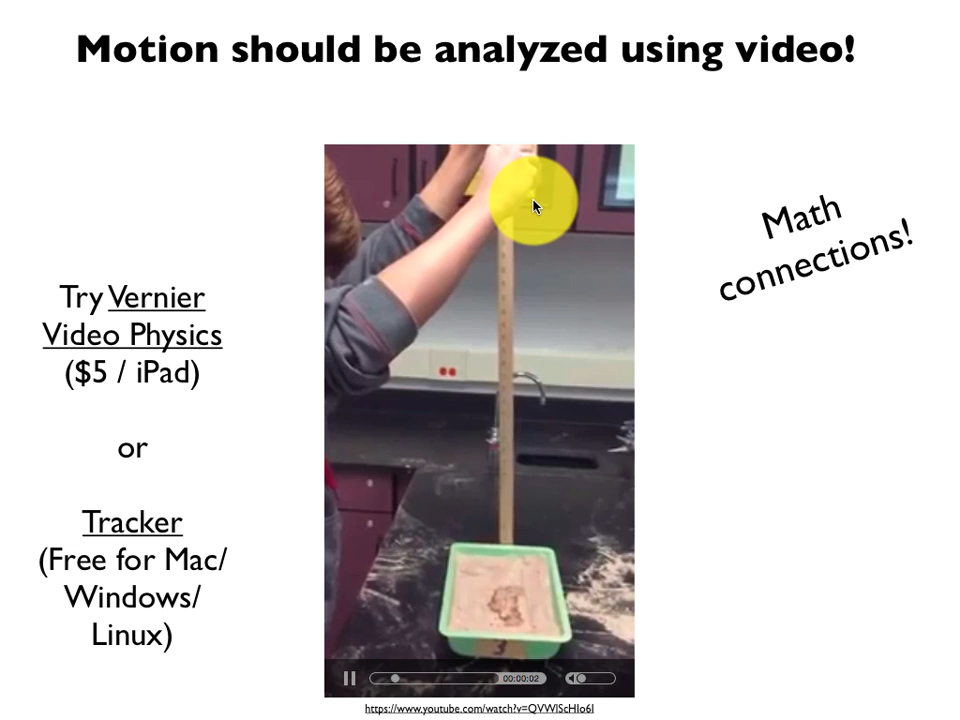 Motion should be analyzed using video!
Try Vernier
Video Physics
($5 / iPad)
or
Tracker
(Free for Mac/
Windows/
Linux)
Math
connections!
3
00:00:02
https://www.youtube.com/watch?v=QVWlScHIo6I